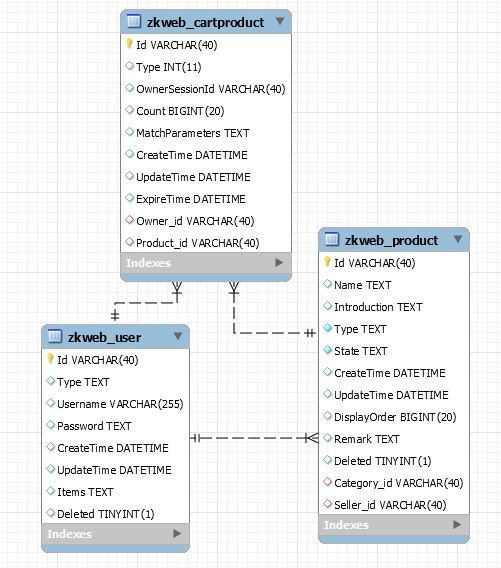 zkweb_cartproduct
Id VARCHAR(40)
Type INT(11)
OwnerSessionId VARCHAR(40)
Count BIGINT(20)
MatchParameters TEXT
CreateTime DATETIME
UpdateTime DATETIME
ExpireTime DATETIME
Owner_id VARCHAR(40)
Product_id VARCHAR(40)
Indexes
zkweb_product
Id VARCHAR(40)
Name TEXT
Introduction TEXT
Type TEXT
State TEXT
CreateTime DATETIME
UpdateTime DATETIME
DisplayOrder BIGINT(20)
Remark TEXT
Deleted TINYINT(1)
Category_id VARCHAR(40)
Seller_id VARCHAR(40)
Indexes
zkweb_user
Id VARCHAR(40)
Type TEXT
Username VARCHAR(255)
Password TEXT
CreateTime DATETIME
UpdateTime DATETIME
Items TEXT
Deleted TINYINT(1)
Indexes